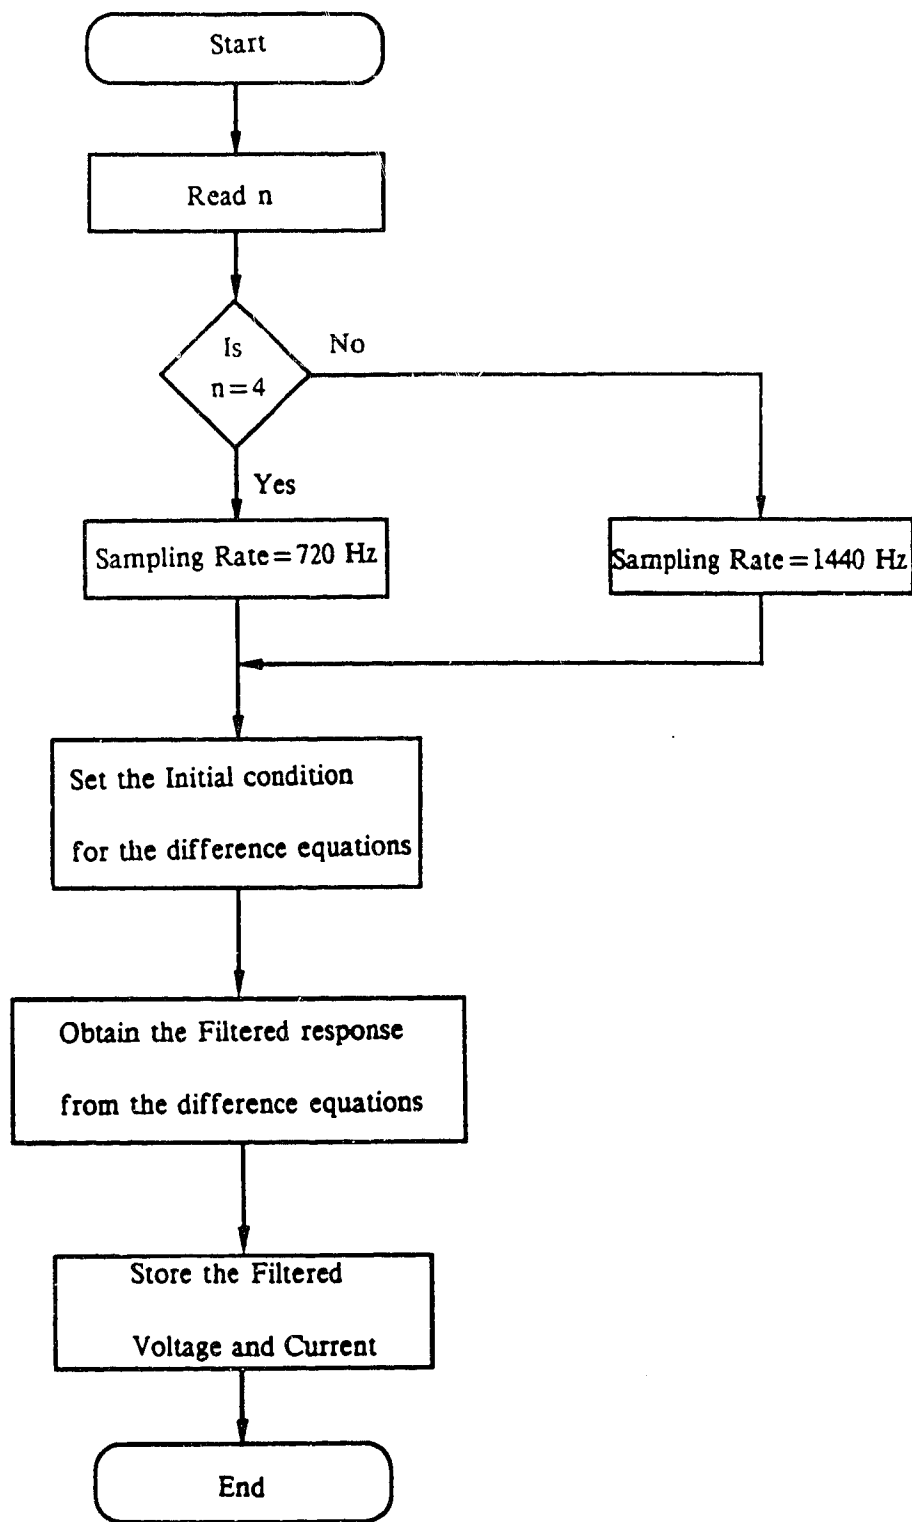 Start
Read n
Is
n=4
No
Yes
Sampling Rate=720 Hz
Sampling Rate=1440 Hz
Set the Initial condition
for the difference equations
Obtain the Filtered response
from the difference equations
Store the Filtered
Voltage and Current
End